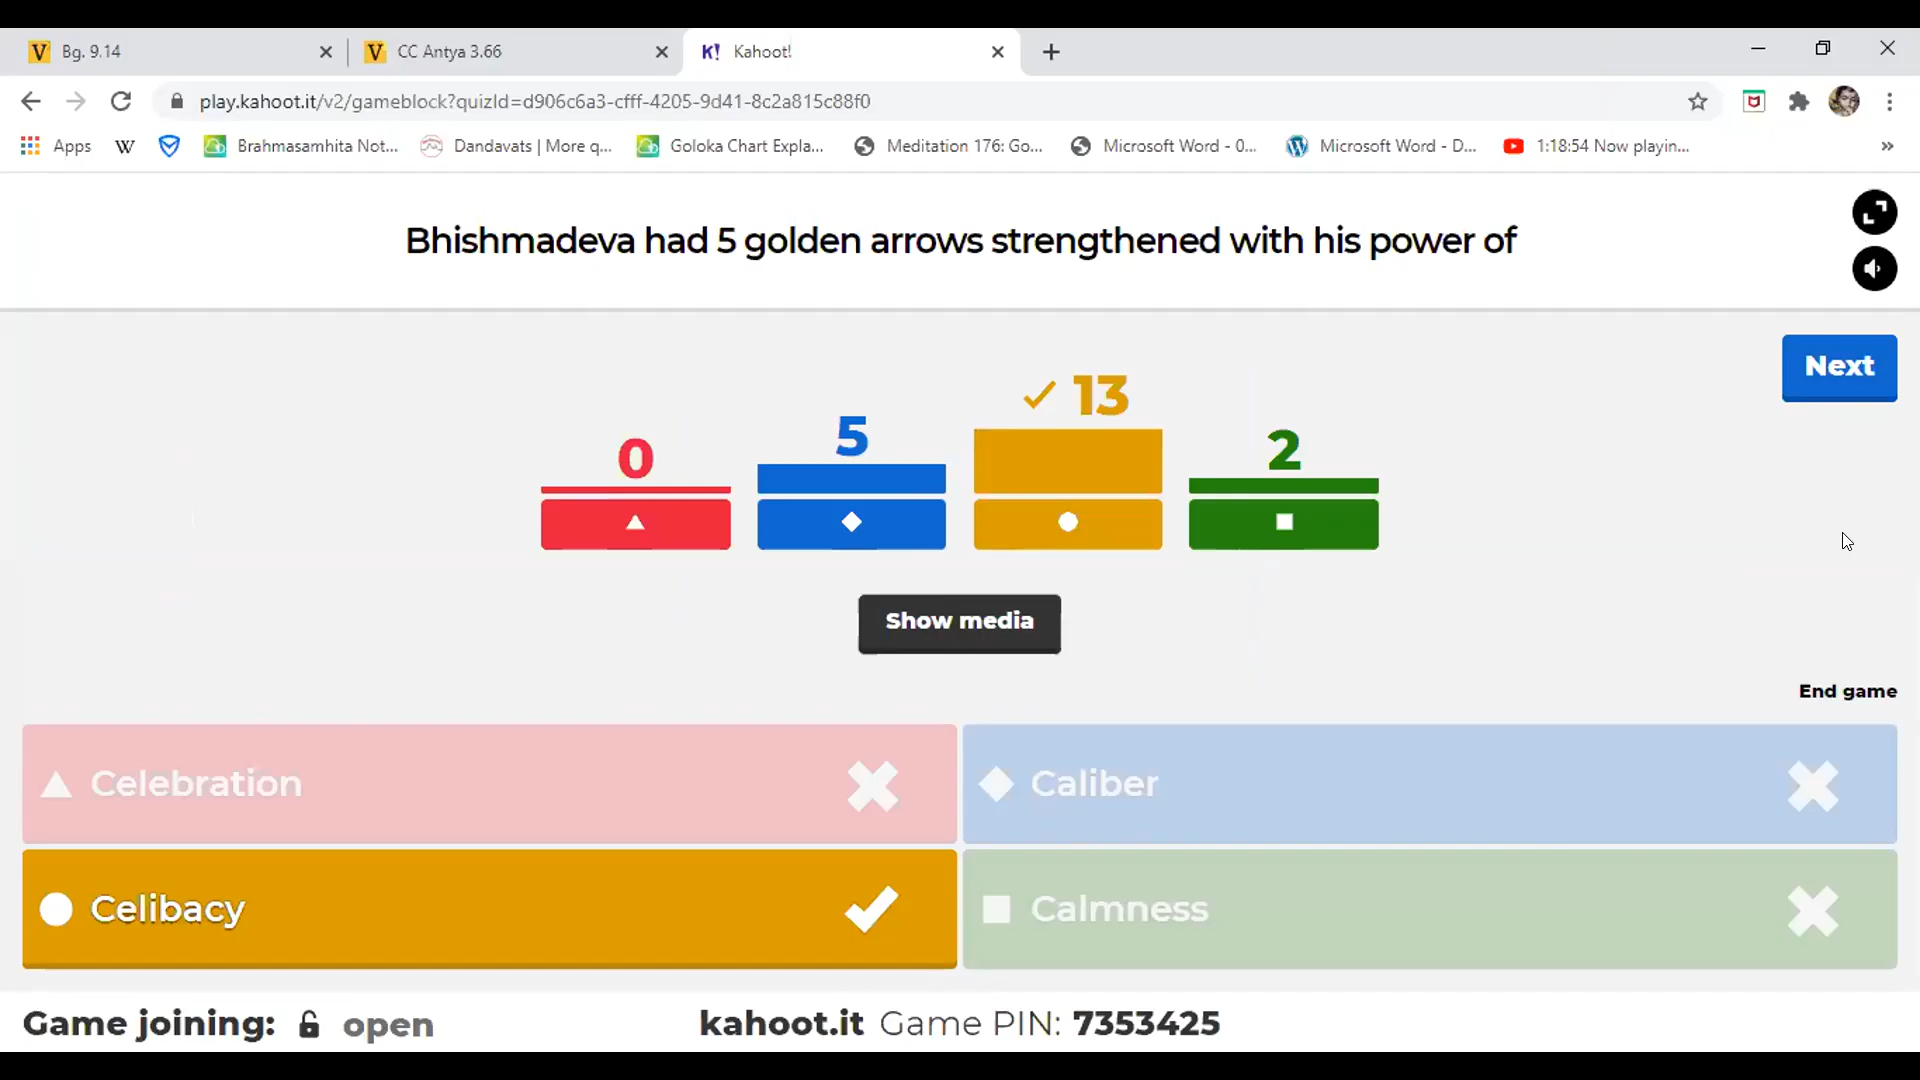 Bg. 9.14
CC Antya 3.66
K! Kahoot!
play.kahoot.it/v2/gameblock?quizId=d906c6a3-cfff-4205-9d41-8c2a815c88f0
Apps
W
Brahmasamhita Not...
Dandavats | More q...
Goloka Chart Expla...
Meditation 176: Go...
Microsoft Word - 0...
Microsoft Word - D...
1:18:54 Now playin...
»
Bhishmadeva had 5 golden arrows strengthened with his power of
Next
0
5
13
2
Show media
End game
Celebration
Caliber
Celibacy
Calmness
Game joining: open
kahoot.it Game PIN: 7353425